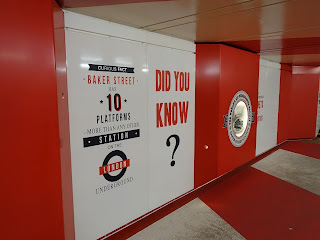 CURIOUS FACT
BAKER STREET
HAS
10
PLATFORMS
MORE THAN ANY OTHER
STATION
ON THE
LONDON
UNDERGROUND
DID YOU
KNOW
?